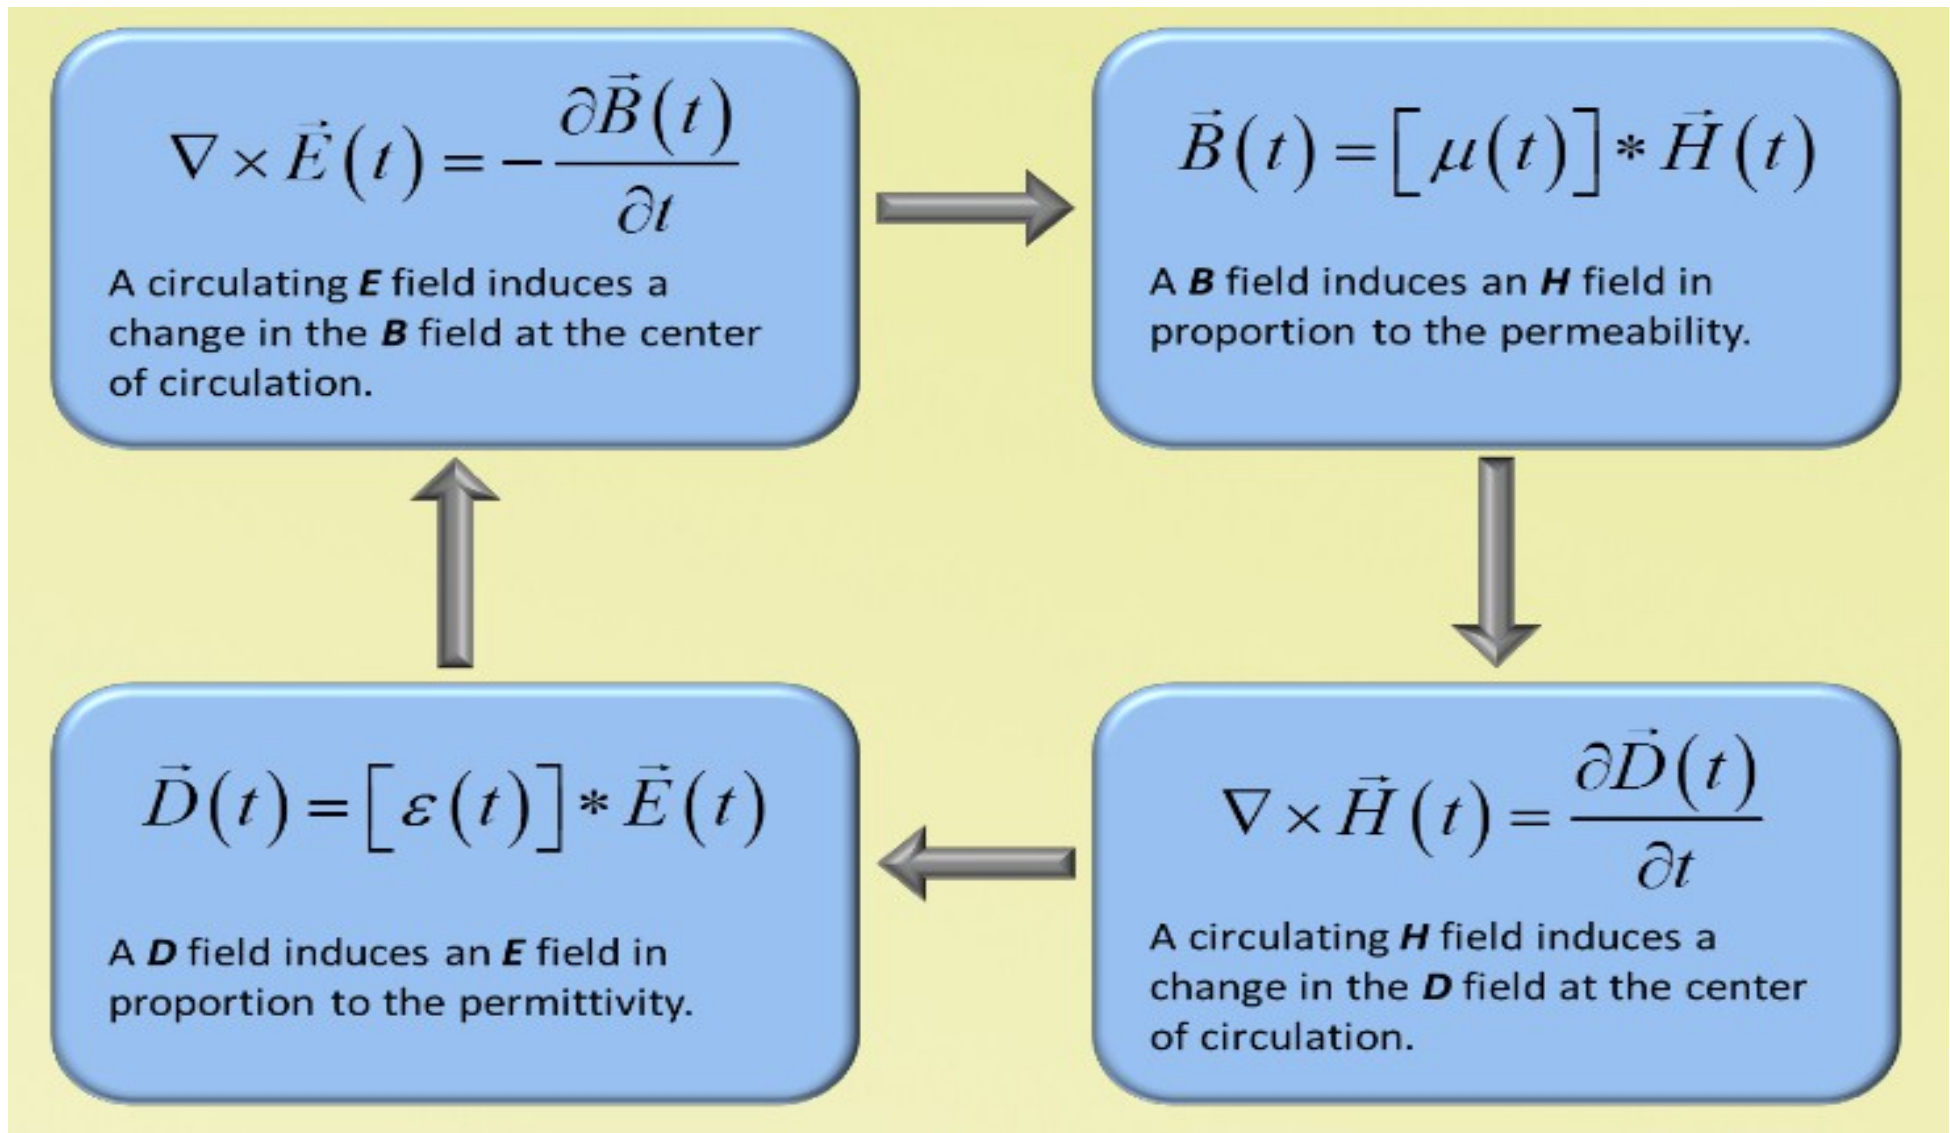 ∇ × E⃗(t) = − ∂B⃗(t) / ∂t
A circulating E field induces a
change in the B field at the center
of circulation.
B⃗(t) = [μ(t)] * H⃗(t)
A B field induces an H field in
proportion to the permeability.
D⃗(t) = [ε(t)] * E⃗(t)
A D field induces an E field in
proportion to the permittivity.
∇ × H⃗(t) = ∂D⃗(t) / ∂t
A circulating H field induces a
change in the D field at the center
of circulation.